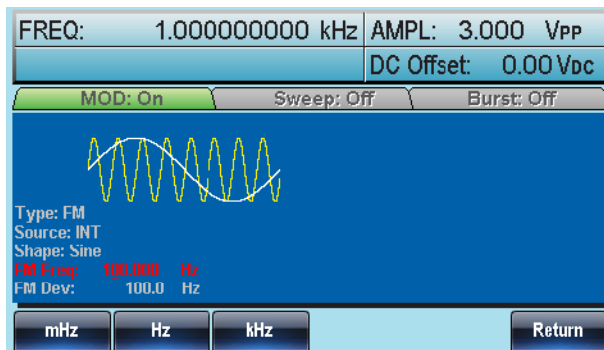 FREQ: 1.000000000 kHz AMPL: 3.000 VPP
DC Offset: 0.00 VDC
MOD: On Sweep: Off Burst: Off
Type: FM
Source: INT
Shape: Sine
FM Freq: 100.000 Hz
FM Dev: 100.0 Hz
mHz Hz kHz Return